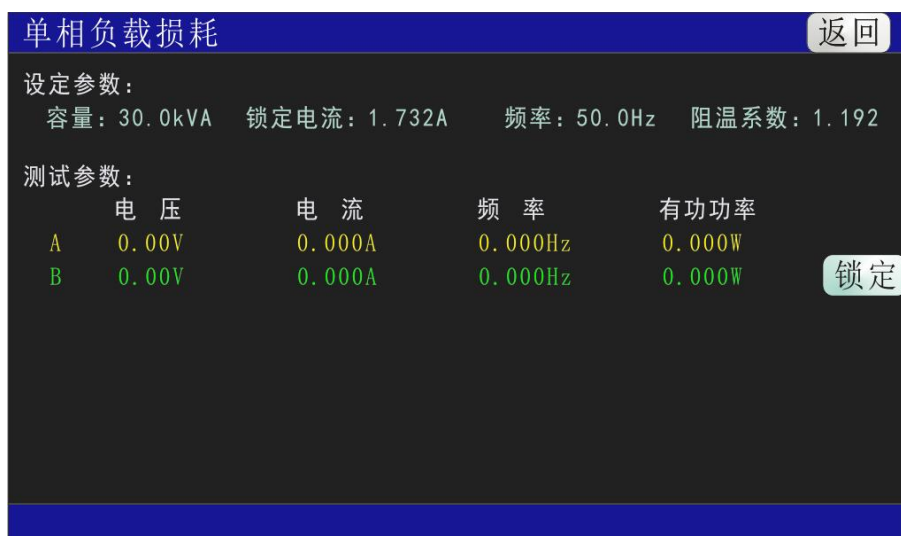 单相负载损耗 返回
设定参数：
容量：30.0kVA 锁定电流：1.732A 频率：50.0Hz 阻温系数：1.192
测试参数：
电 压 电 流 频 率 有功功率
A 0.00V 0.000A 0.000Hz 0.000W
B 0.00V 0.000A 0.000Hz 0.000W
锁定